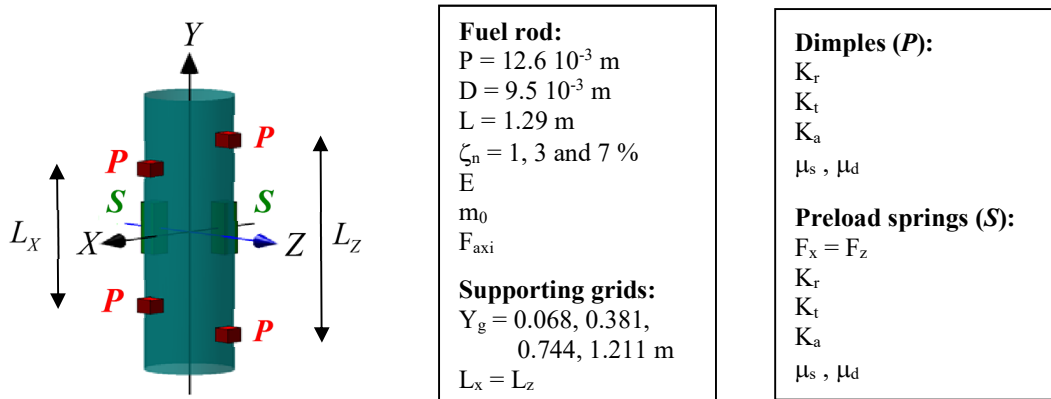 Y
P
P
S
S
L_X
X
Z
L_Z
P
P
Fuel rod:
P = 12.6 10⁻³ m
D = 9.5 10⁻³ m
L = 1.29 m
ζₙ = 1, 3 and 7 %
E
m₀
F_axi
Supporting grids:
Y_g = 0.068, 0.381,
0.744, 1.211 m
L_x = L_z
Dimples (P):
K_r
K_t
K_a
μ_s , μ_d
Preload springs (S):
F_x = F_z
K_r
K_t
K_a
μ_s , μ_d